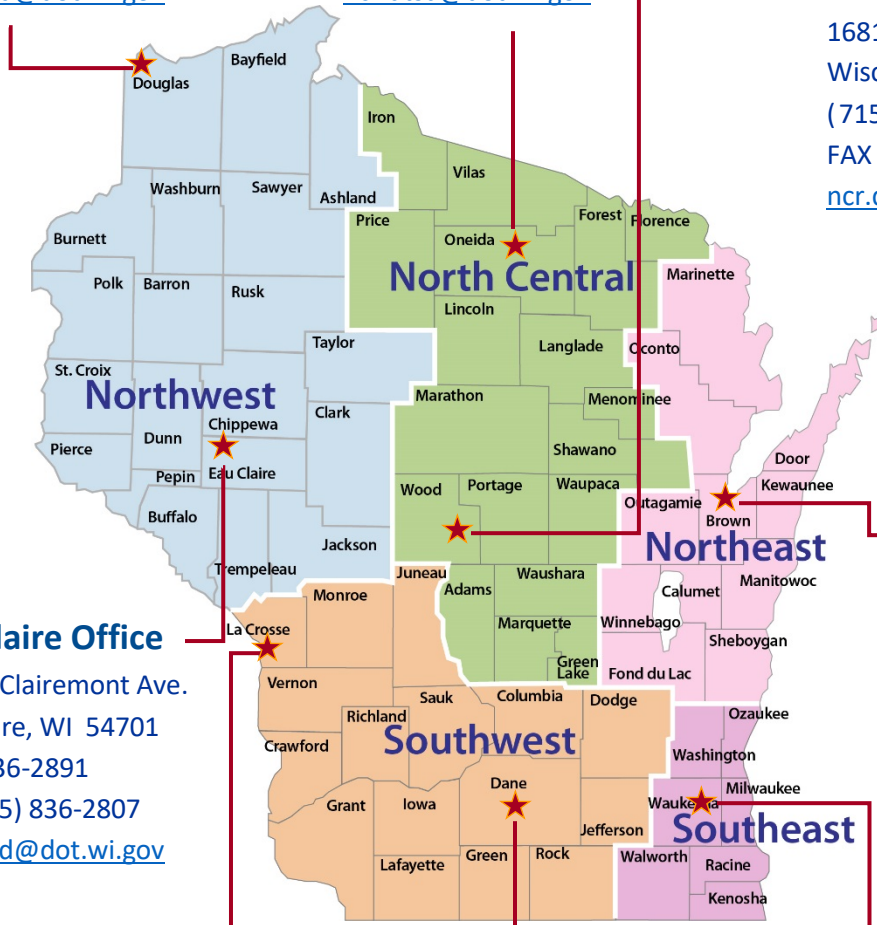 1681
Wisc
(715
FAX
ncr.c
Douglas
Bayfield
Iron
Vilas
Washburn
Sawyer
Ashland
Price
Forest
Florence
Burnett
Oneida
North Central
Marinette
Polk
Barron
Rusk
Lincoln
Taylor
Langlade
Oconto
St. Croix
Northwest
Marathon
Menominee
Clark
Chippewa
Dunn
Pierce
Shawano
Door
Pepin
Eau Claire
Wood
Portage
Waupaca
Kewaunee
Outagamie
Buffalo
Brown
Jackson
Northeast
Trempeleau
Juneau
Waushara
Manitowoc
Monroe
Adams
Calumet
La Crosse
Marquette
Winnebago
laire Office
Sheboygan
Green
Lake
Fond du Lac
Clairemont Ave.
Vernon
Sauk
Columbia
Dodge
Richland
Ozaukee
re, WI 54701
Crawford
Southwest
Washington
36-2891
Dane
Milwaukee
5) 836-2807
Grant
Iowa
Southeast
Jefferson
d@dot.wi.gov
Lafayette
Green
Rock
Walworth
Racine
Kenosha